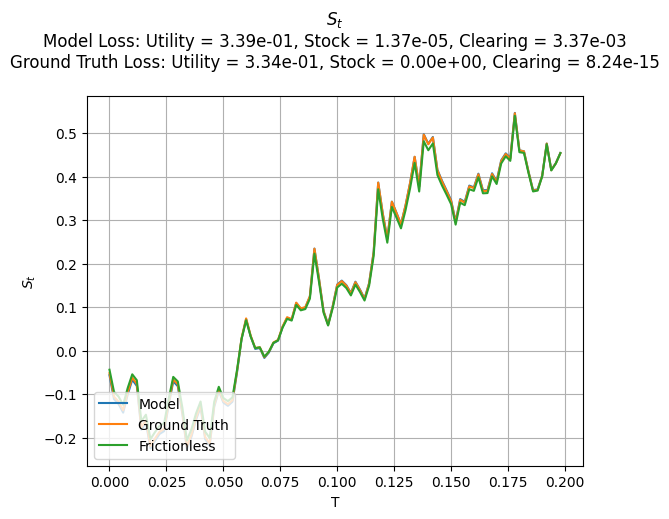 S_t
Model Loss: Utility = 3.39e-01, Stock = 1.37e-05, Clearing = 3.37e-03
Ground Truth Loss: Utility = 3.34e-01, Stock = 0.00e+00, Clearing = 8.24e-15
0.5
0.4
0.3
0.2
0.1
0.0
−0.1
−0.2
S_t
Model
Ground Truth
Frictionless
0.000 0.025 0.050 0.075 0.100 0.125 0.150 0.175 0.200
T